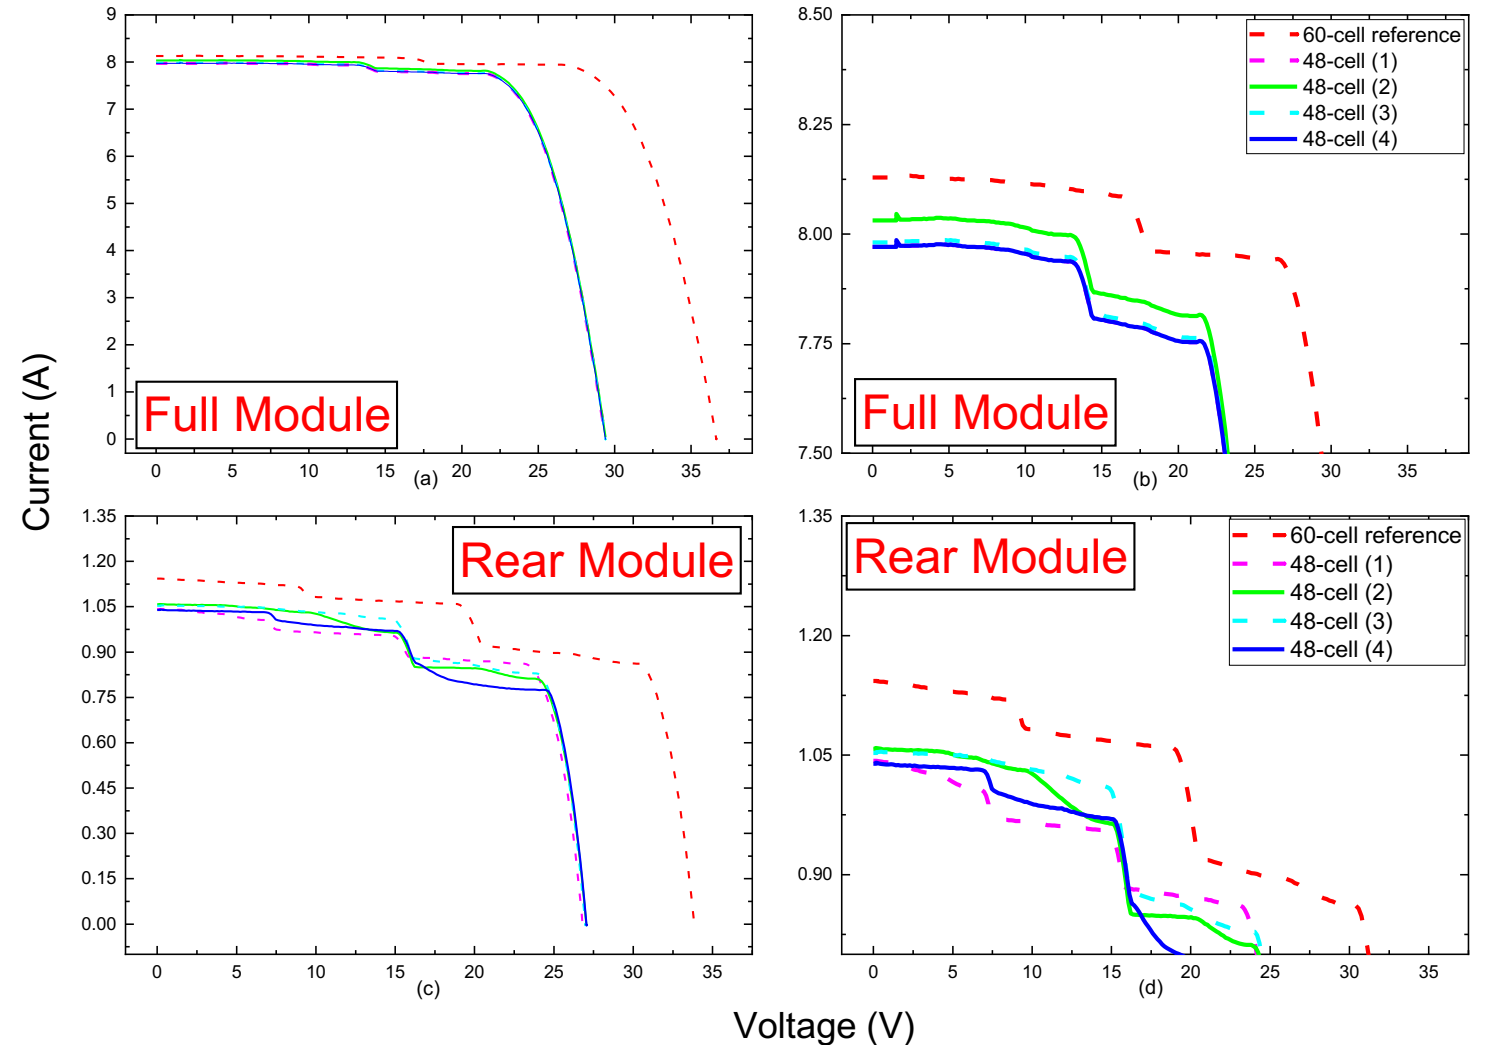 Current (A)
9
8
7
6
5
4
3
2
1
0
Full Module
0 5 10 15 20 25 30 35
(a)
8.50
8.25
8.00
7.75
7.50
60-cell reference
48-cell (1)
48-cell (2)
48-cell (3)
48-cell (4)
Full Module
0 5 10 15 20 25 30 35
(b)
1.35
1.20
1.05
0.90
0.75
0.60
0.45
0.30
0.15
0.00
Rear Module
0 5 10 15 20 25 30 35
(c)
1.35
1.20
1.05
0.90
Rear Module
60-cell reference
48-cell (1)
48-cell (2)
48-cell (3)
48-cell (4)
0 5 10 15 20 25 30 35
(d)
Voltage (V)